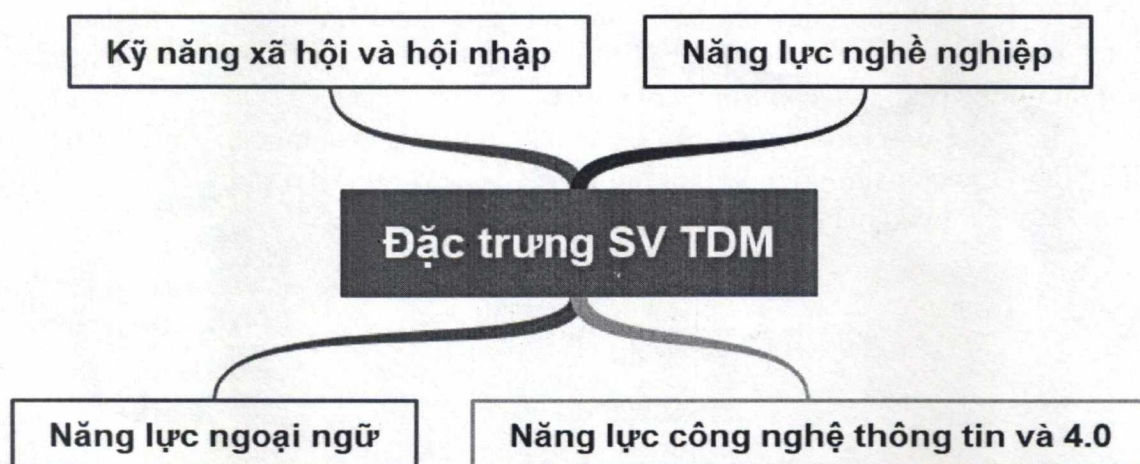 Kỹ năng xã hội và hội nhập
Năng lực nghề nghiệp
Đặc trưng SV TDM
Năng lực ngoại ngữ
Năng lực công nghệ thông tin và 4.0